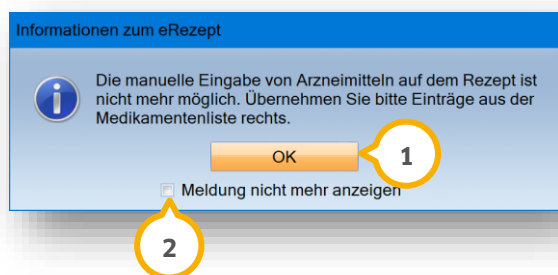 Informationen zum eRezept
Die manuelle Eingabe von Arzneimitteln auf dem Rezept ist
nicht mehr möglich. Übernehmen Sie bitte Einträge aus der
Medikamentenliste rechts.
OK
1
Meldung nicht mehr anzeigen
2